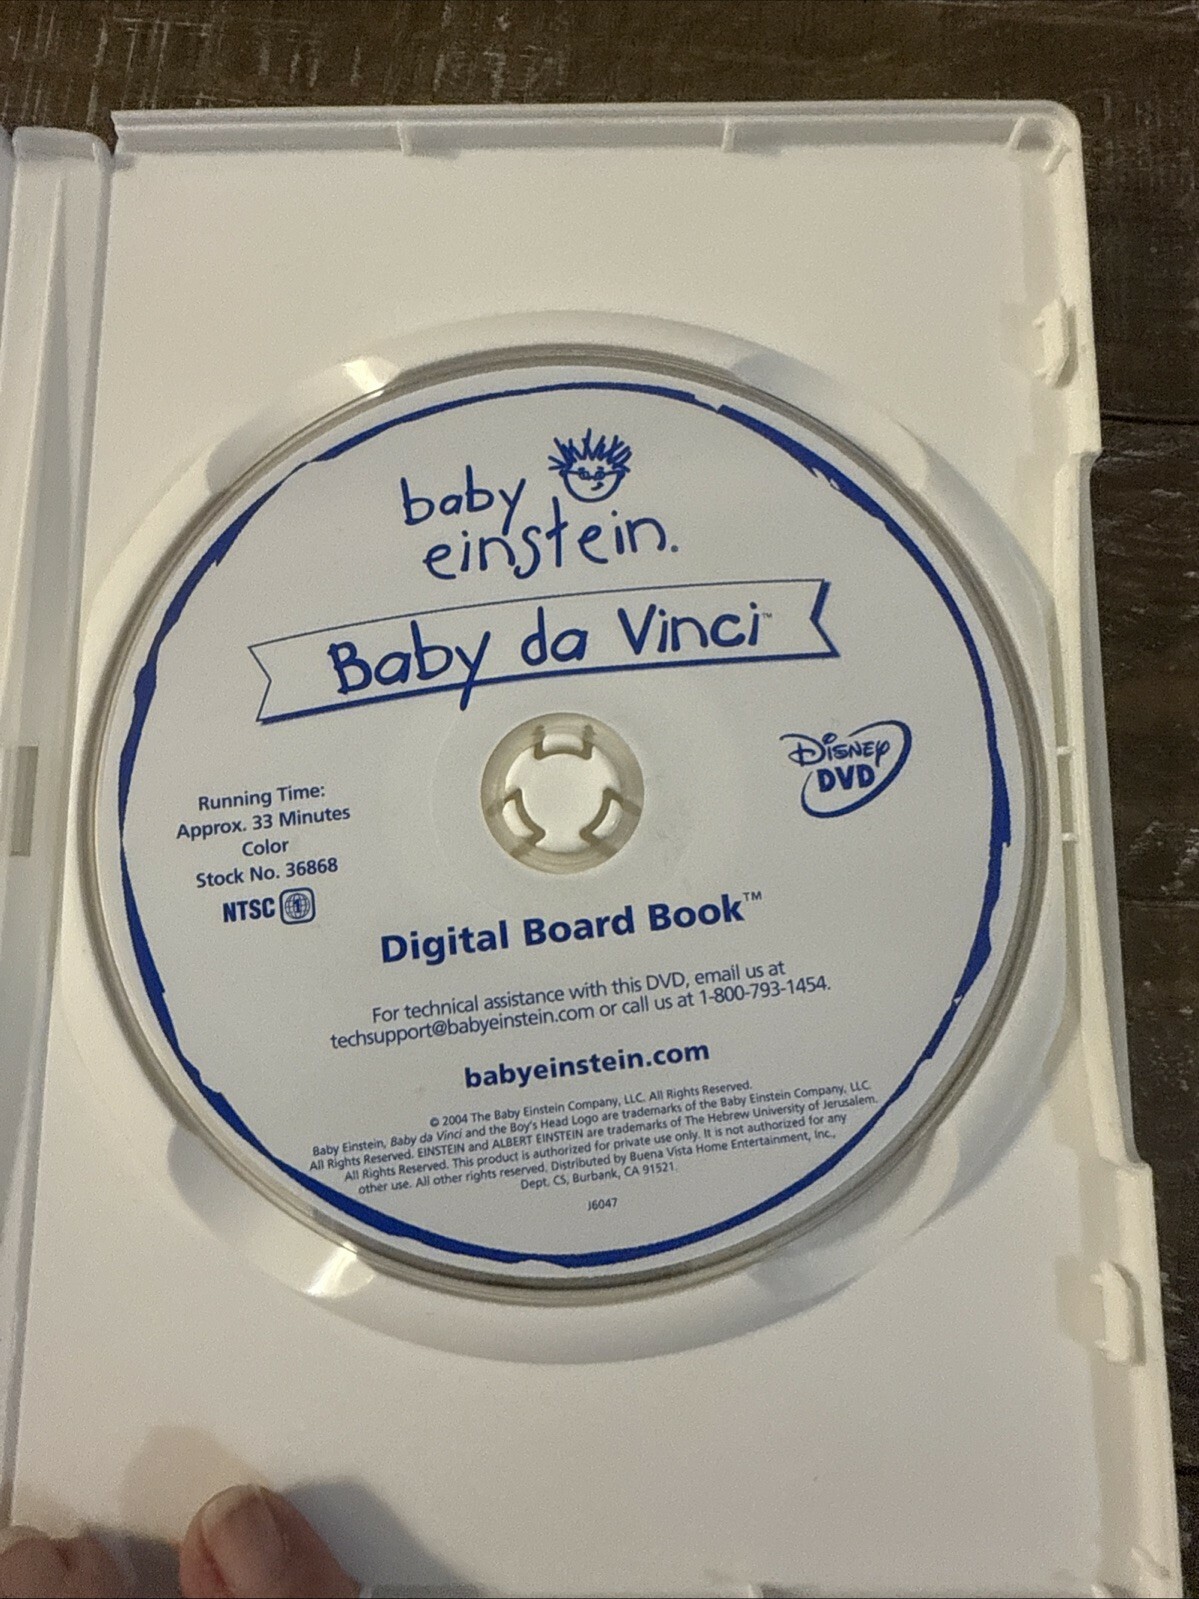 baby
einstein.
Baby da Vinci™
Disney
DVD
Running Time:
Approx. 33 Minutes
Color
Stock No. 36868
NTSC 1
Digital Board Book™
For technical assistance with this DVD, email us at
techsupport@babyeinstein.com or call us at 1-800-793-1454.
babyeinstein.com
© 2004 The Baby Einstein Company, LLC. All Rights Reserved.
Baby Einstein, Baby da Vinci and the Boy's Head Logo are trademarks of the Baby Einstein Company, LLC.
All Rights Reserved. EINSTEIN and ALBERT EINSTEIN are trademarks of The Hebrew University of Jerusalem.
All Rights Reserved. This product is authorized for private use only. It is not authorized for any
other use. All other rights reserved. Distributed by Buena Vista Home Entertainment, Inc.,
Dept. CS, Burbank, CA 91521.
J6047